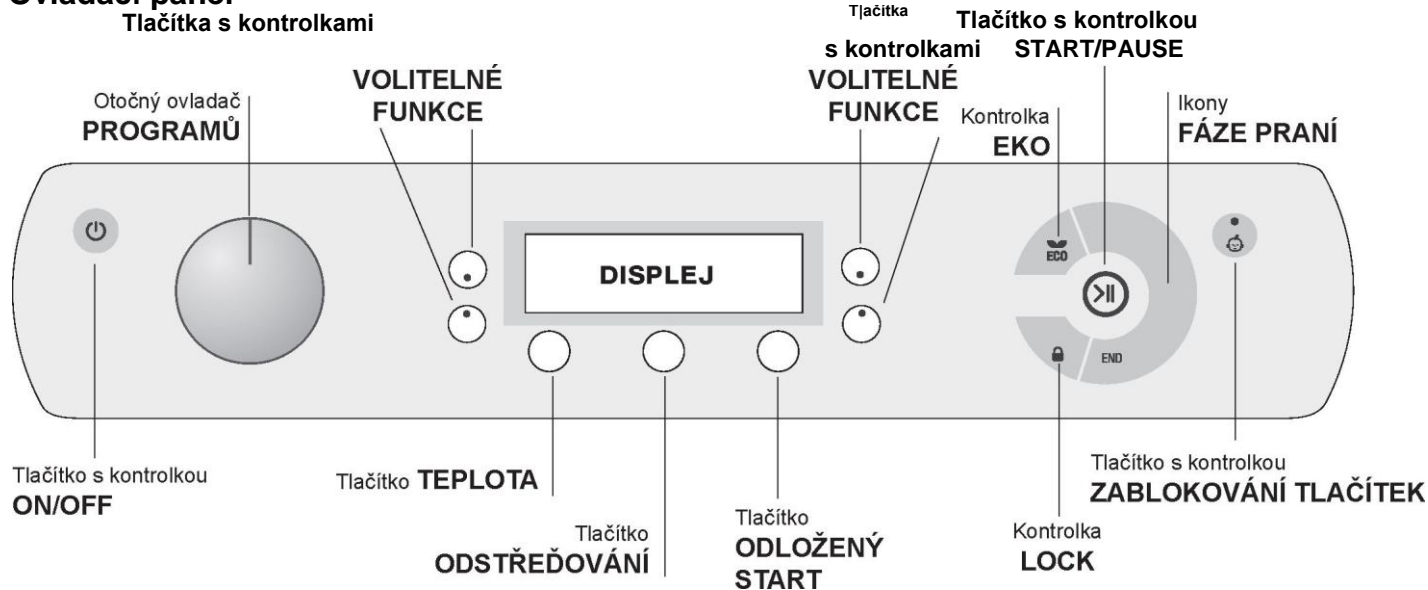 Ovládací panel
Tlačítka s kontrolkami
VOLITELNÉ
FUNKCE
Otočný ovladač
PROGRAMŮ
T|ačítka
s kontrolkami
VOLITELNÉ
FUNKCE
Tlačítko s kontrolkou
START/PAUSE
Kontrolka
EKO
Ikony
FÁZE PRANÍ
DISPLEJ
ECO
END
Tlačítko s kontrolkou
ON/OFF
Tlačítko TEPLOTA
Tlačítko
ODSTŘEĎOVÁNÍ
Tlačítko
ODLOŽENÝ
START
Kontrolka
LOCK
Tlačítko s kontrolkou
ZABLOKOVÁNÍ TLAČÍTEK